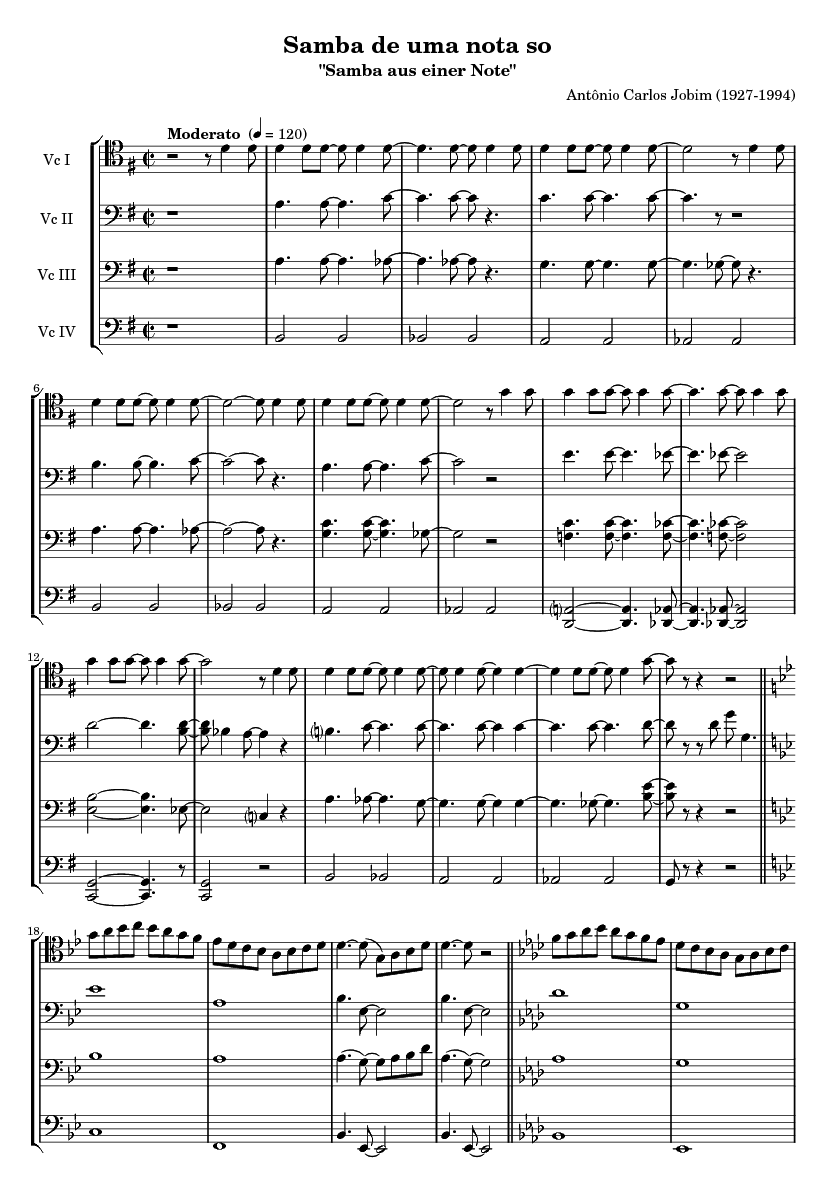 Samba de uma nota so
"Samba aus einer Note"
Antônio Carlos Jobim (1927-1994)
Moderato (♩ = 120)
Vc I
Vc II
Vc III
Vc IV
6
12
18